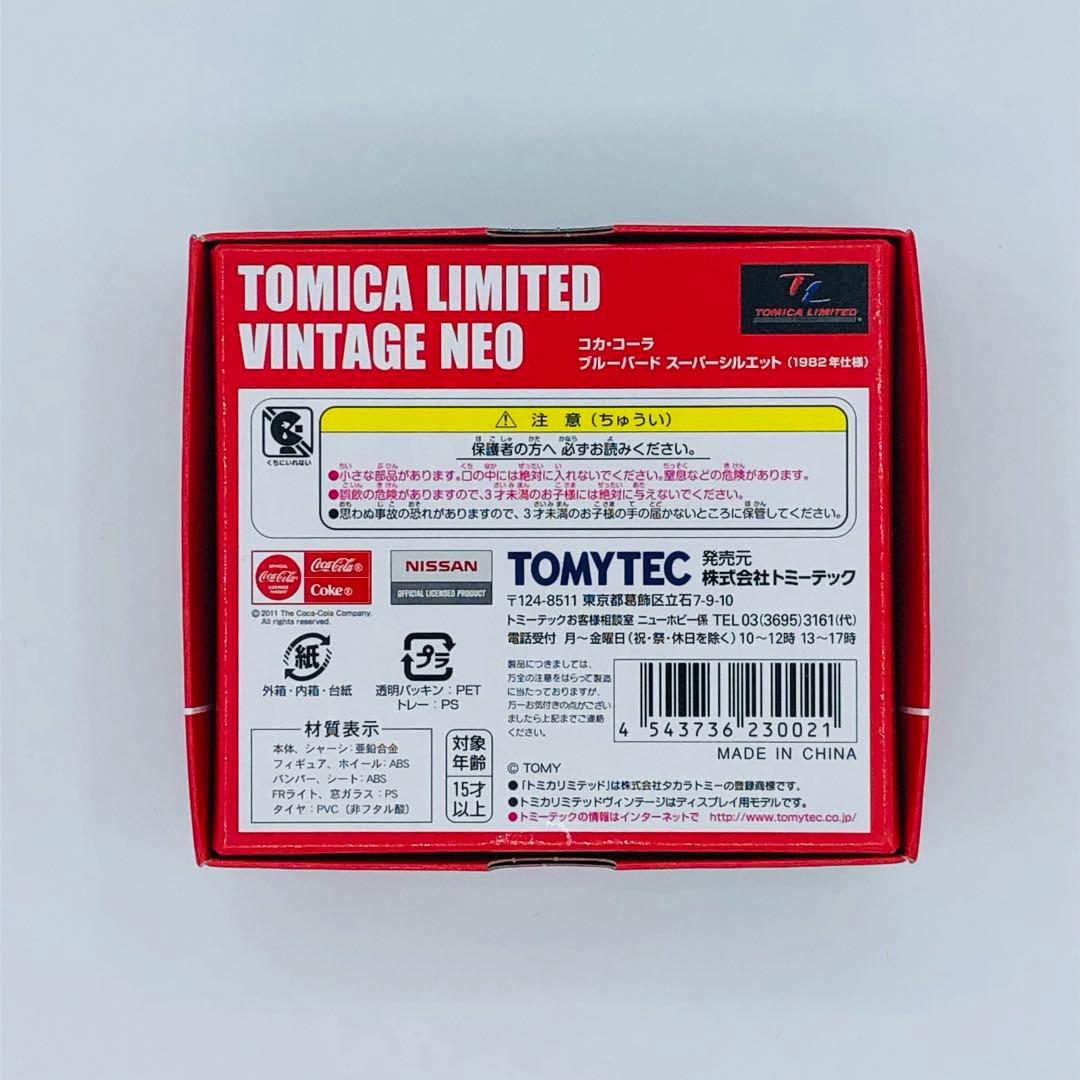 TOMICA LIMITED
VINTAGE NEO
TL
TOMICA LIMITED
コカ・コーラ
ブルーバード スーパーシルエット(1982年仕様)
くちにいれない
⚠ 注 意(ちゅうい)
保護者の方へ 必ずお読みください。
●小さな部品があります。口の中には絶対に入れないでください。窒息などの危険があります。
●誤飲の危険がありますので、3才未満のお子様には絶対に与えないでください。
●思わぬ事故の恐れがありますので、3才未満のお子様の手の届かないところに保管してください。
OFFICIAL
Coca-Cola
LICENSED PRODUCT
Coca-Cola®
Coke®
©2011 The Coca-Cola Company.
All rights reserved.
NISSAN
OFFICIAL LICENSED PRODUCT
TOMYTEC
発売元
株式会社トミーテック
〒124-8511 東京都葛飾区立石7-9-10
トミーテックお客様相談室 ニューホビー係 TEL 03(3695)3161(代)
電話受付 月〜金曜日(祝・祭・休日を除く)10〜12時 13〜17時
紙
外箱・内箱・台紙
プラ
透明パッキン:PET
トレー:PS
製品につきましては、
万全の注意をはらって製造
に当たっておりますが、
万一お気付きの点がござい
ましたら上記までご連絡
ください。
4 543736 230021
MADE IN CHINA
材質表示
本体、シャーシ:亜鉛合金
フィギュア、ホイール:ABS
バンパー、シート:ABS
FRライト、窓ガラス:PS
タイヤ:PVC(非フタル酸)
対象
年齢
15才
以上
© TOMY
●「トミカリミテッド」は株式会社タカラトミーの登録商標です。
●トミカリミテッドヴィンテージはディスプレイ用モデルです。
●トミーテックの情報はインターネットで http://www.tomytec.co.jp/